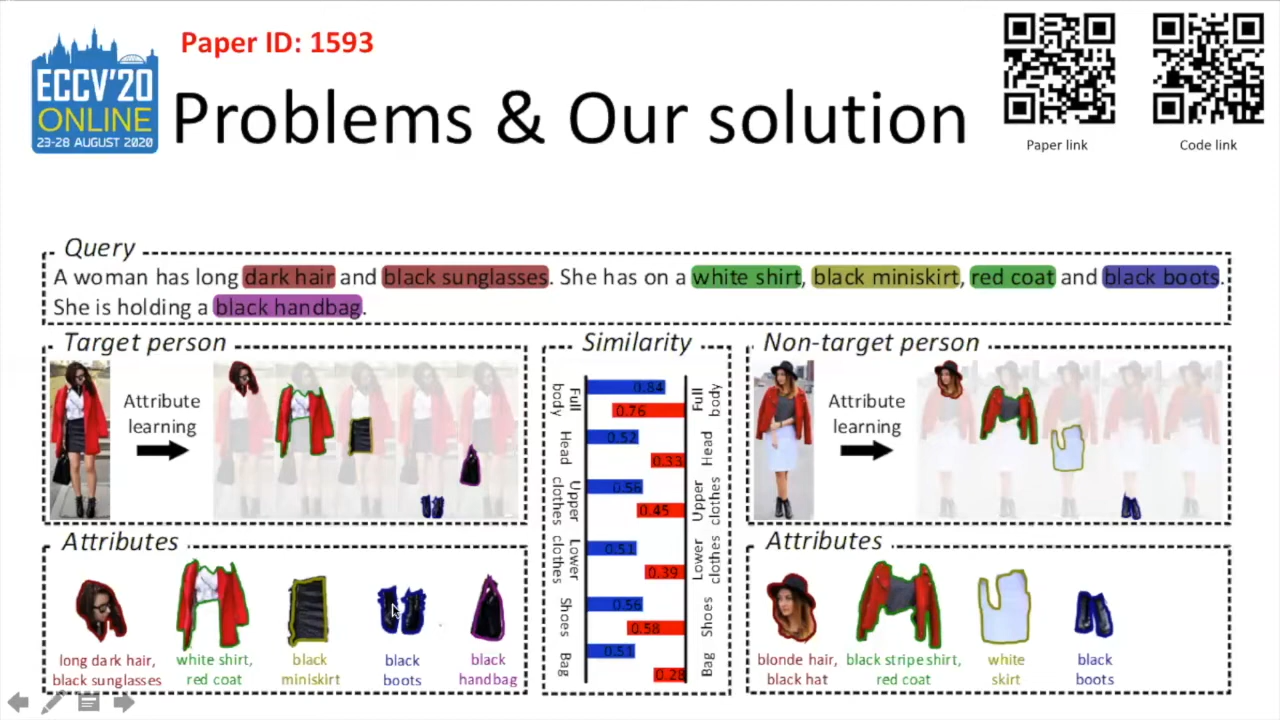 Paper ID: 1593
ECCV'20
ONLINE
23-28 AUGUST 2020
Problems & Our solution
Paper link
Code link
Query
A woman has long dark hair and black sunglasses. She has on a white shirt, black miniskirt, red coat and black boots.
She is holding a black handbag.
Target person
Attribute
learning
Similarity
Full
body
0.84
0.76
Full
body
Head
0.52
0.33
Head
Upper
clothes
0.56
0.45
Upper
clothes
Lower
clothes
0.51
0.39
Lower
clothes
Shoes
0.56
0.58
Shoes
Bag
0.51
0.28
Bag
Non-target person
Attribute
learning
Attributes
long dark hair,
black sunglasses
white shirt,
red coat
black
miniskirt
black
boots
black
handbag
Attributes
blonde hair,
black hat
black stripe shirt,
red coat
white
skirt
black
boots